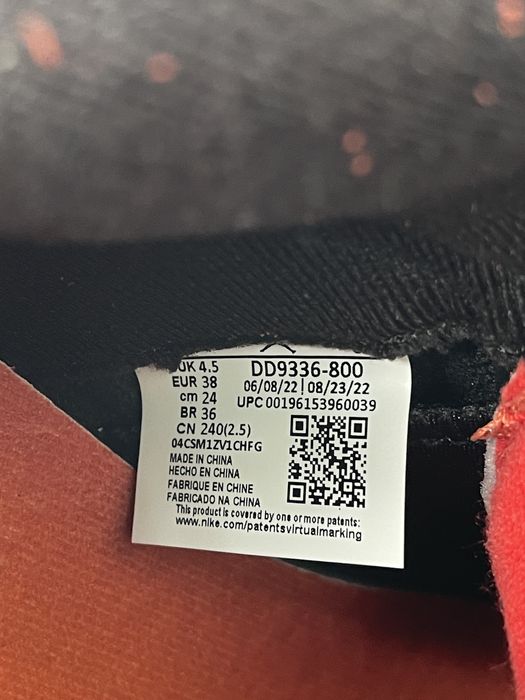 UK 4.5
EUR 38
cm 24
BR 36
CN 240(2.5)
04CSM1ZV1CHFG
DD9336-800
06/08/22 | 08/23/22
UPC 00196153960039
MADE IN CHINA
HECHO EN CHINA
FABRIQUE EN CHINE
FABRICADO NA CHINA
This product is covered by one or more patents:
www.nike.com/patentsvirtualmarking